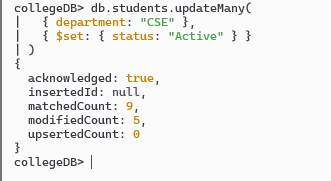 collegeDB> db.students.updateMany(
|   { department: "CSE" },
|   { $set: { status: "Active" } }
| )
{
  acknowledged: true,
  insertedId: null,
  matchedCount: 9,
  modifiedCount: 5,
  upsertedCount: 0
}
collegeDB>